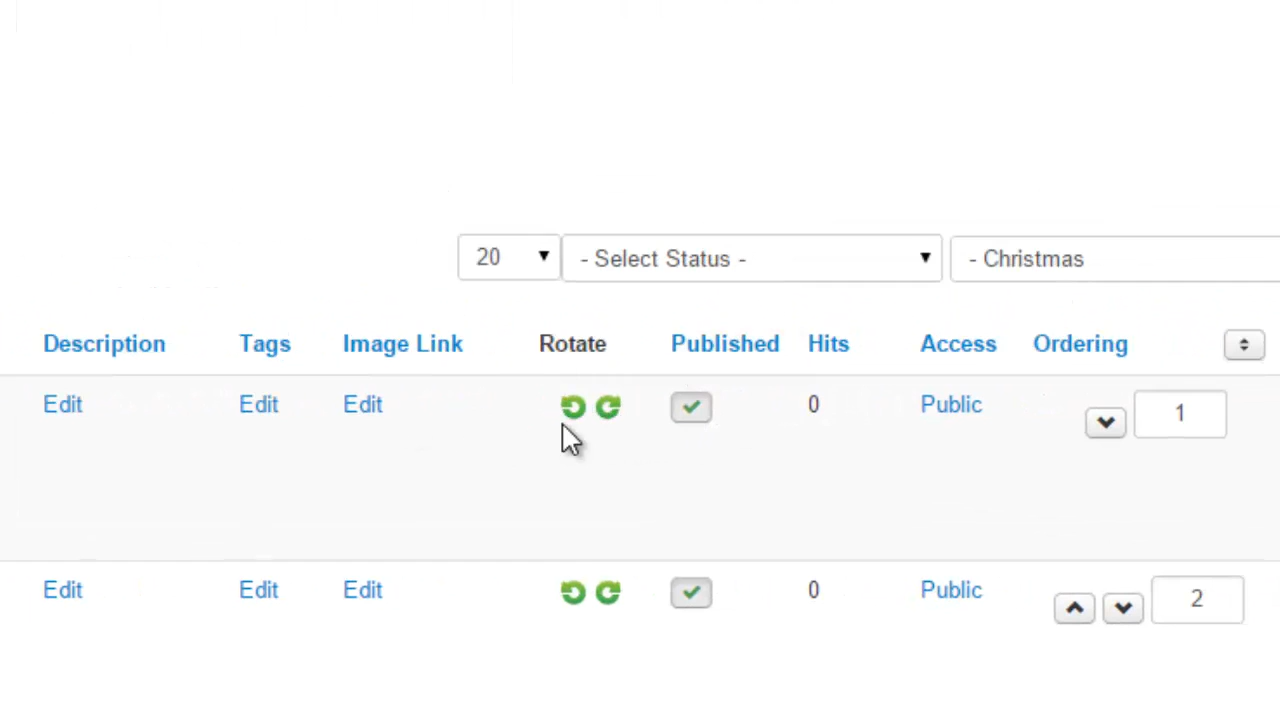 20 - Select Status - - Christmas
Description Tags Image Link Rotate Published Hits Access Ordering
Edit Edit Edit 0 Public 1
Edit Edit Edit 0 Public 2